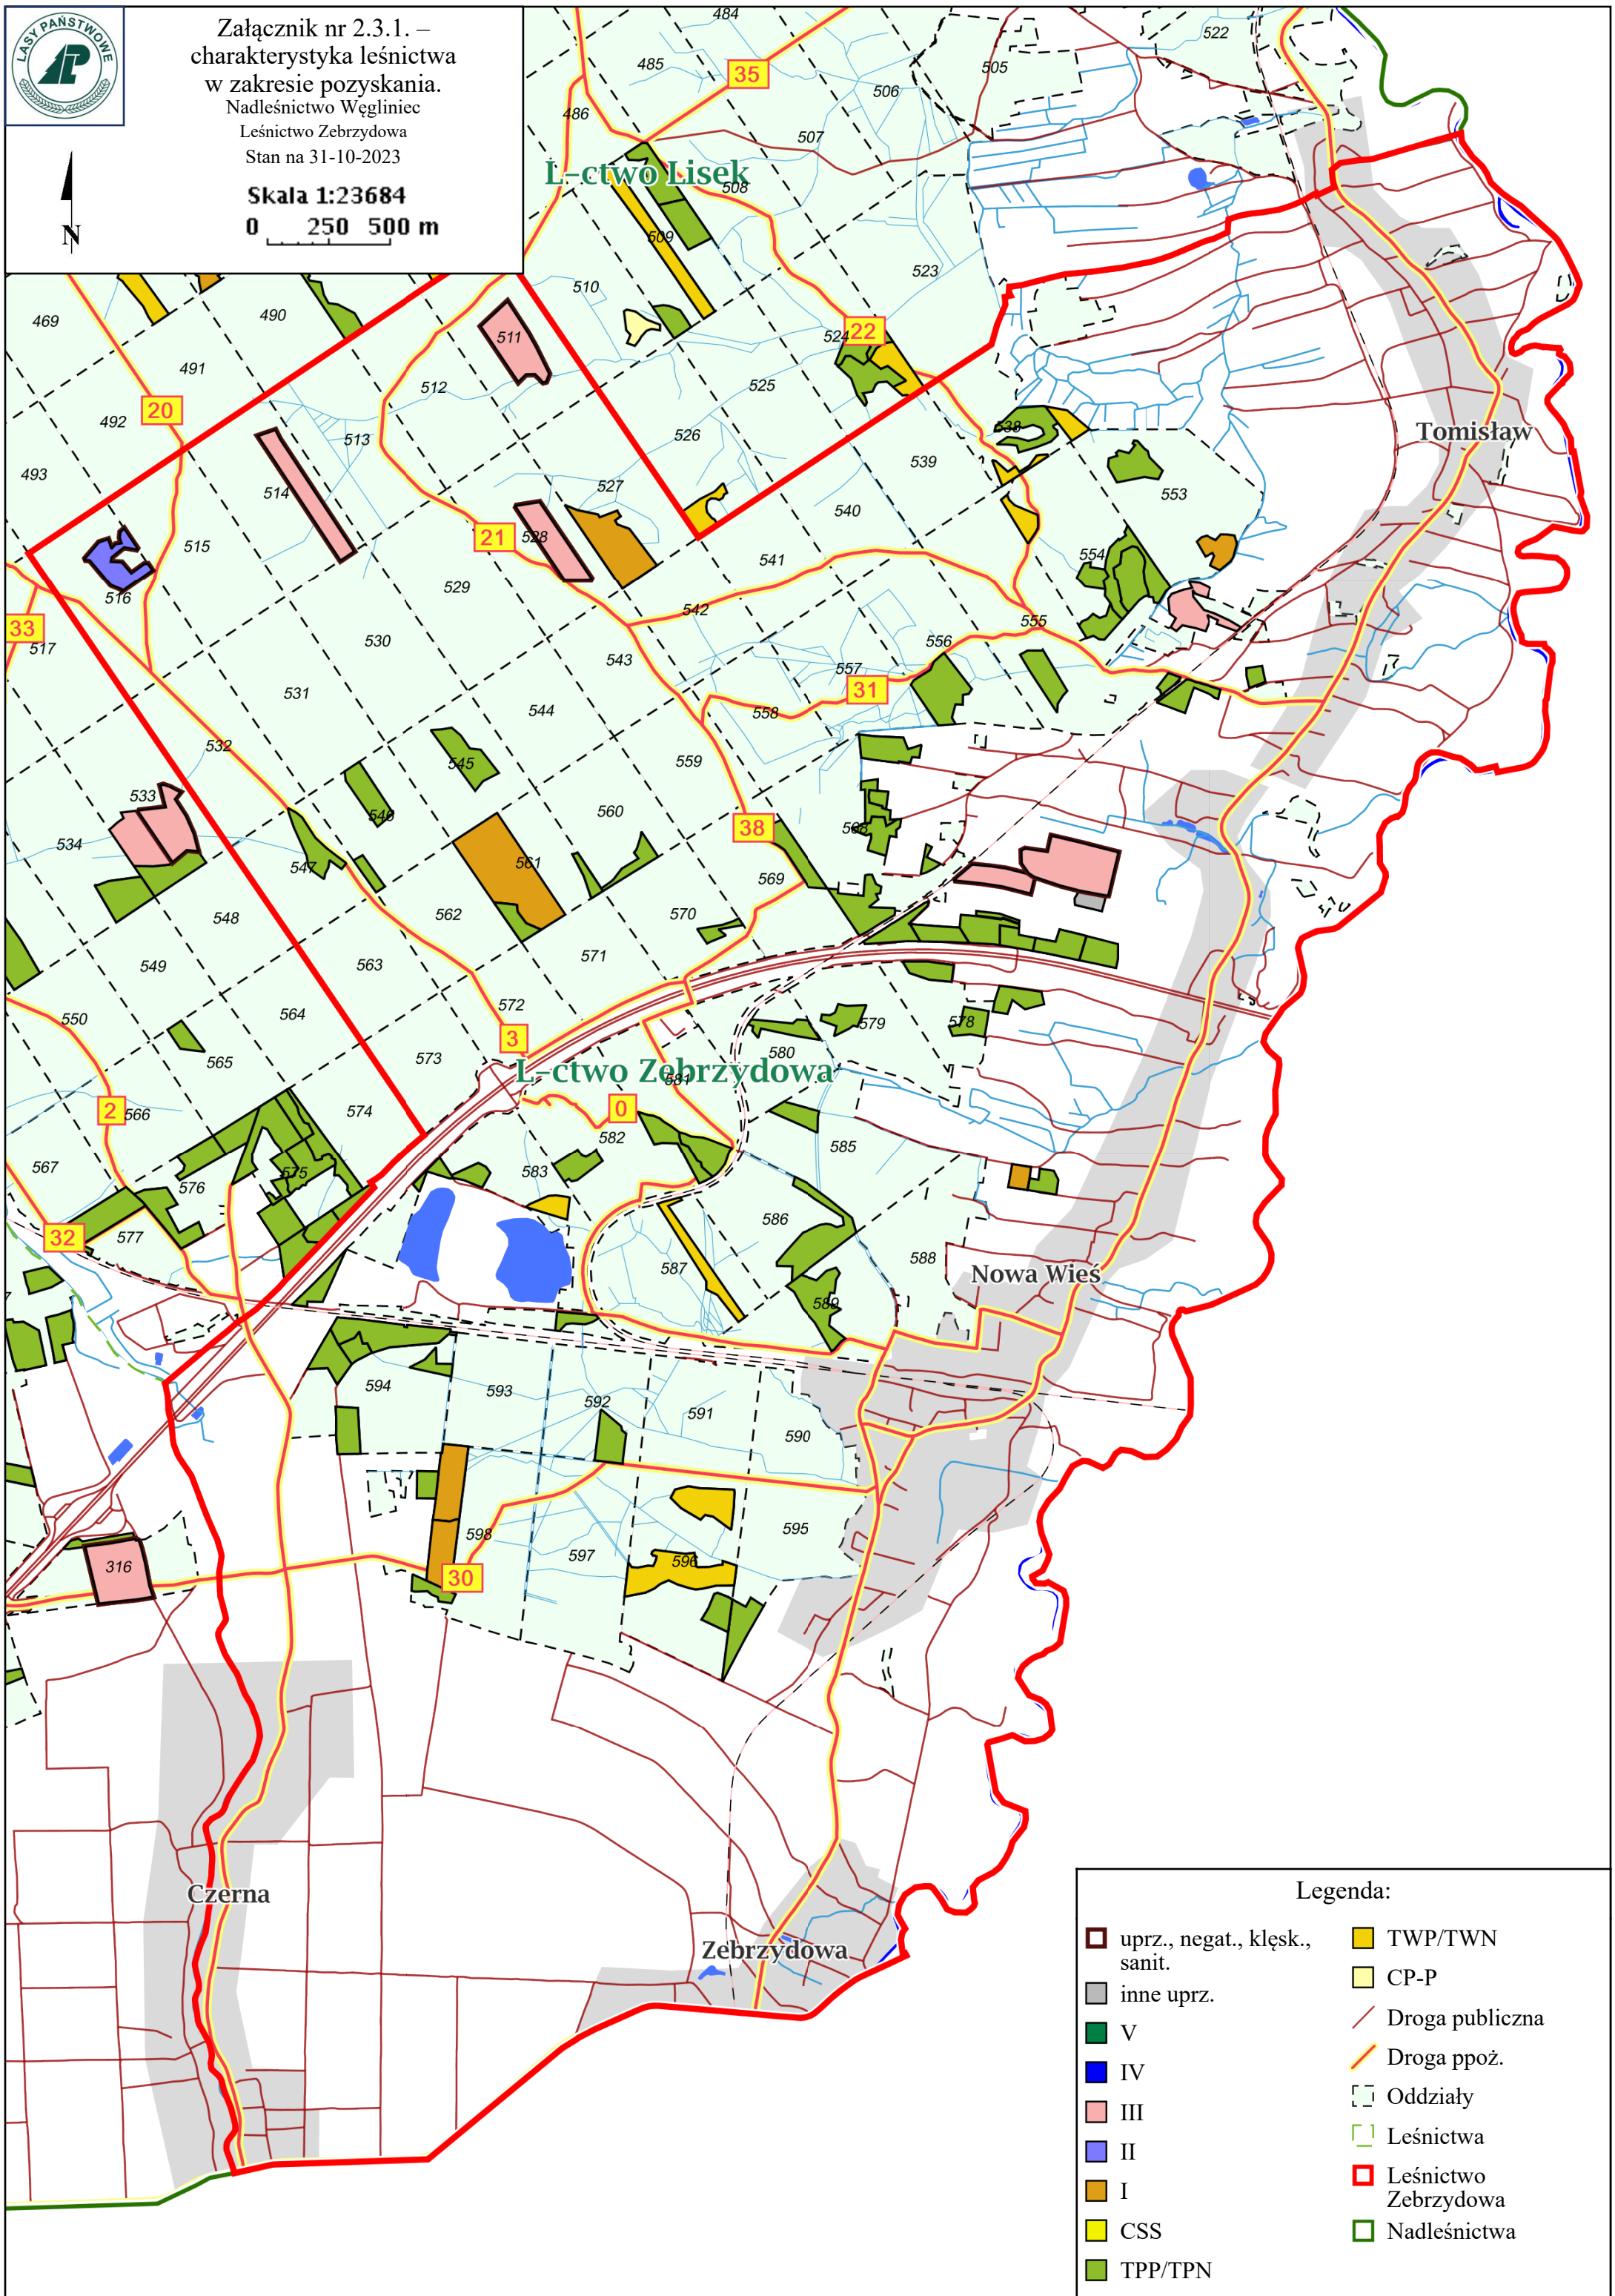 LASY PAŃSTWOWE
Załącznik nr 2.3.1. –
charakterystyka leśnictwa
w zakresie pozyskania.
Nadleśnictwo Węgliniec
Leśnictwo Zebrzydowa
Stan na 31-10-2023
Skala 1:23684
0 250 500 m
N
484
522
485
35
505
506
486
507
L-ctwo Lisek
508
509
523
510
469
490
511
524
22
491
512
525
20
492
513
526
538
Tomisław
539
493
514
527
553
540
515
21
528
541
554
516
529
542
555
33
517
530
543
556
557
31
531
544
558
532
545
559
533
546
560
38
568
534
547
561
569
548
562
570
549
563
571
550
564
572
579
578
3
565
573
580
L-ctwo Zebrzydowa
581
2
566
574
0
582
585
567
575
583
576
586
32
577
587
588
Nowa Wieś
589
594
593
592
591
590
598
595
597
596
316
30
Czerna
Zebrzydowa
Legenda:
uprz., negat., klęsk.,
sanit.
inne uprz.
V
IV
III
II
I
CSS
TPP/TPN
TWP/TWN
CP-P
Droga publiczna
Droga ppoż.
Oddziały
Leśnictwa
Leśnictwo
Zebrzydowa
Nadleśnictwa